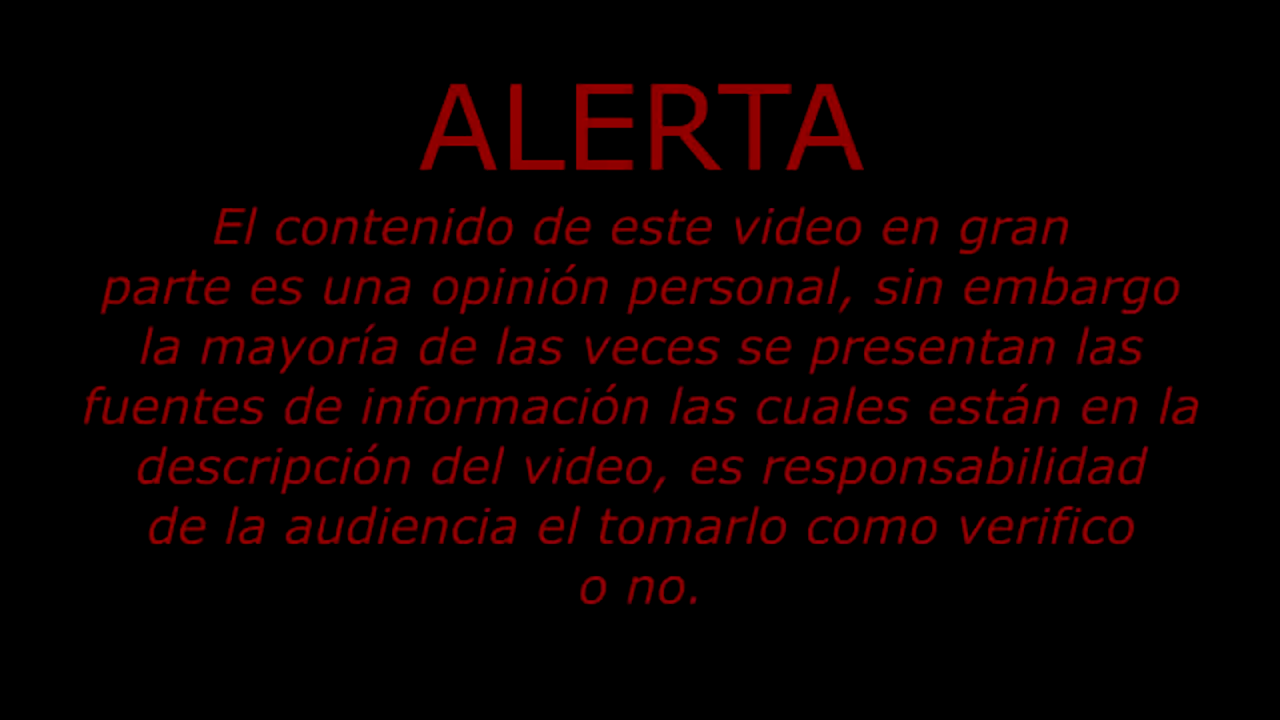 ALERTA
El contenido de este video en gran
parte es una opinión personal, sin embargo
la mayoría de las veces se presentan las
fuentes de información las cuales están en la
descripción del video, es responsabilidad
de la audiencia el tomarlo como verifico
o no.